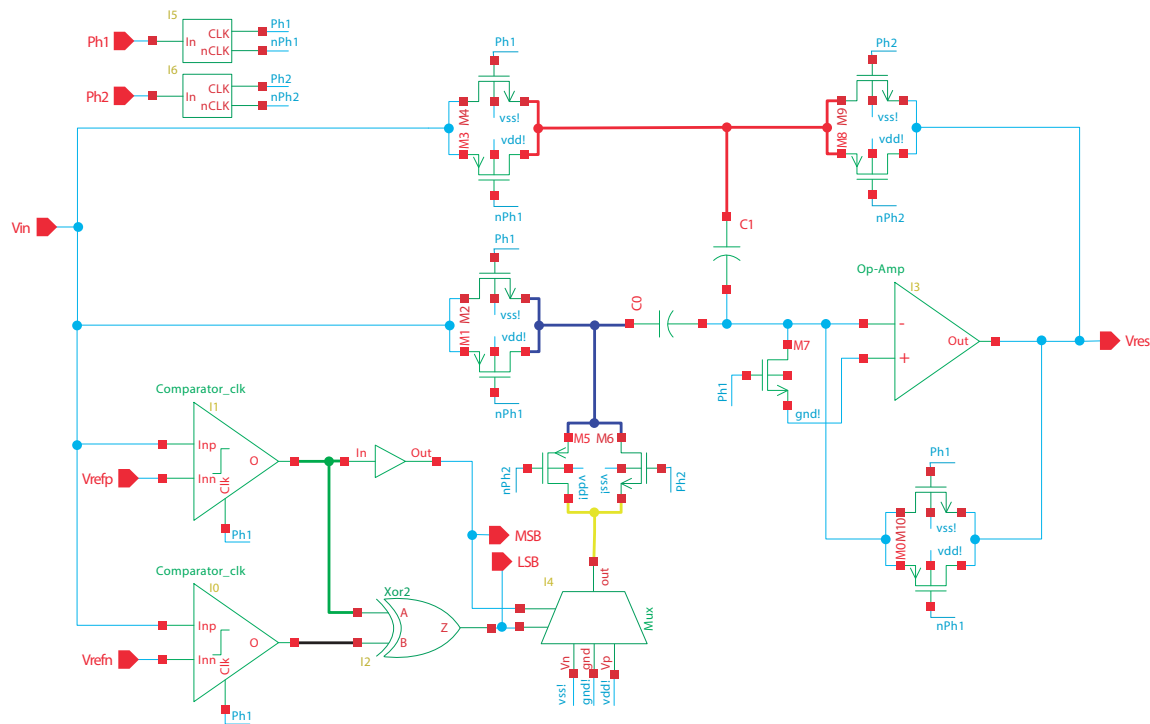 I5
Ph1
In
CLK
nCLK
Ph1
nPh1
I6
Ph2
In
CLK
nCLK
Ph2
nPh2
Ph1
M3 M4
vss!
vdd!
nPh1
Ph2
M8 M9
vss!
vdd!
nPh2
Vin
Ph1
M1 M2
vss!
vdd!
nPh1
C1
C0
Op-Amp
I3
-
+
Out
Vres
M7
Ph1
gnd!
M5
M6
nPh2
vdd!
vss!
Ph2
Ph1
M0 M10
vss!
vdd!
nPh1
Comparator_clk
I1
Inp
Vrefp
Inn
O
Clk
Ph1
In
Out
MSB
LSB
Comparator_clk
I0
Inp
Vrefn
Inn
O
Clk
Ph1
Xor2
A
B
Z
I2
I4
out
Mux
Vn
gnd
Vp
vss!
gnd!
vdd!